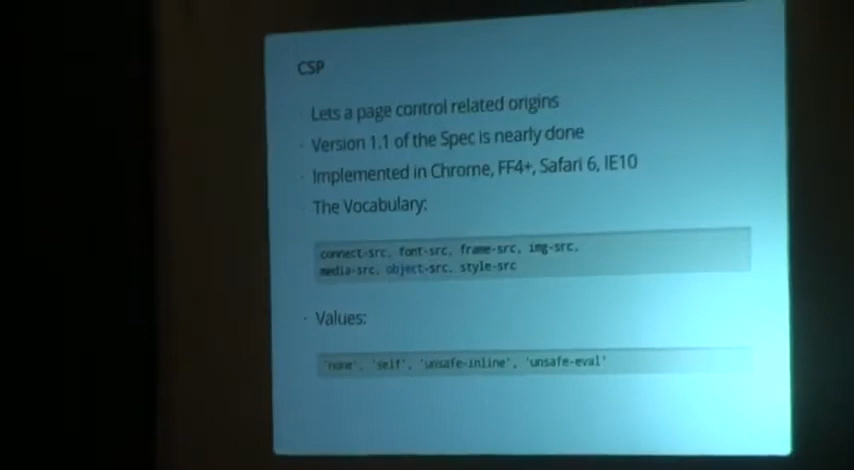 CSP
Lets a page control related origins
Version 1.1 of the Spec is nearly done
Implemented in Chrome, FF4+, Safari 6, IE10
The Vocabulary:
connect-src, font-src, frame-src, img-src,
media-src, object-src, style-src
Values:
'none', 'self', 'unsafe-inline', 'unsafe-eval'